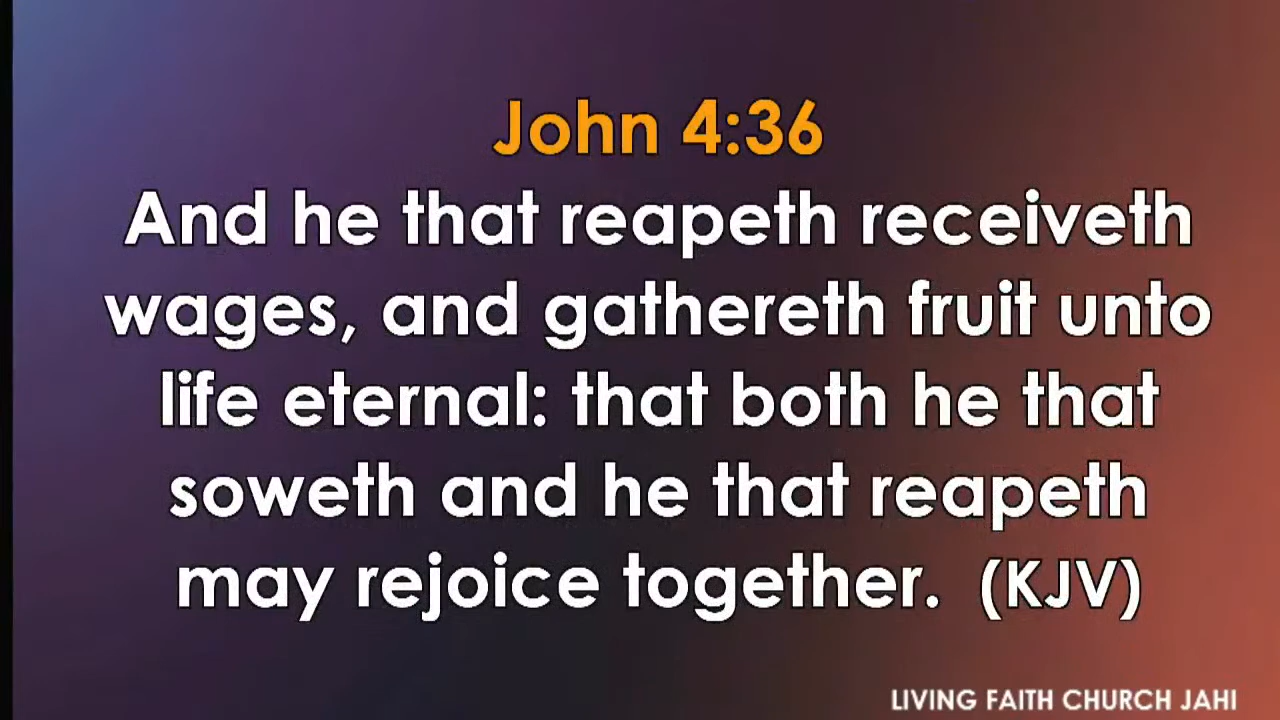 John 4:36
And he that reapeth receiveth
wages, and gathereth fruit unto
life eternal: that both he that
soweth and he that reapeth
may rejoice together.  (KJV)
LIVING FAITH CHURCH JAHI